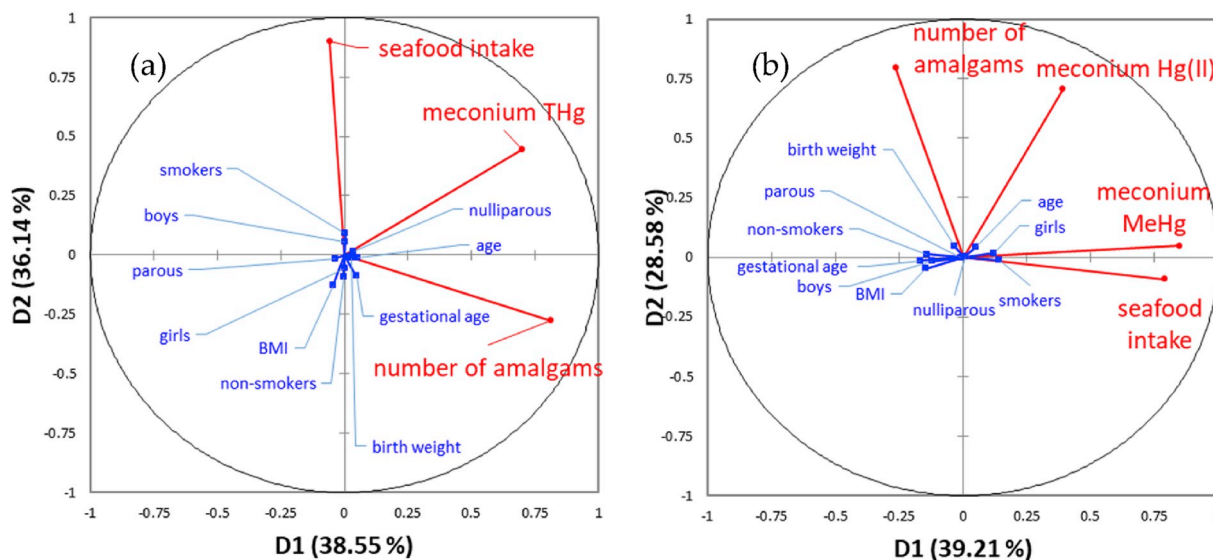 (a)
1
0.75
0.5
0.25
0
-0.25
-0.5
-0.75
-1
D2 (36.14 %)
seafood intake
meconium THg
smokers
boys
nulliparous
age
parous
girls
BMI
gestational age
non-smokers
number of amalgams
birth weight
-1 -0.75 -0.5 -0.25 0 0.25 0.5 0.75 1
D1 (38.55 %)
(b)
1
0.75
0.5
0.25
0
-0.25
-0.5
-0.75
-1
D2 (28.58 %)
number of
amalgams
meconium Hg(II)
birth weight
parous
age
meconium
MeHg
non-smokers
girls
gestational age
boys
BMI
nulliparous
smokers
seafood
intake
-1 -0.75 -0.5 -0.25 0 0.25 0.5 0.75 1
D1 (39.21 %)